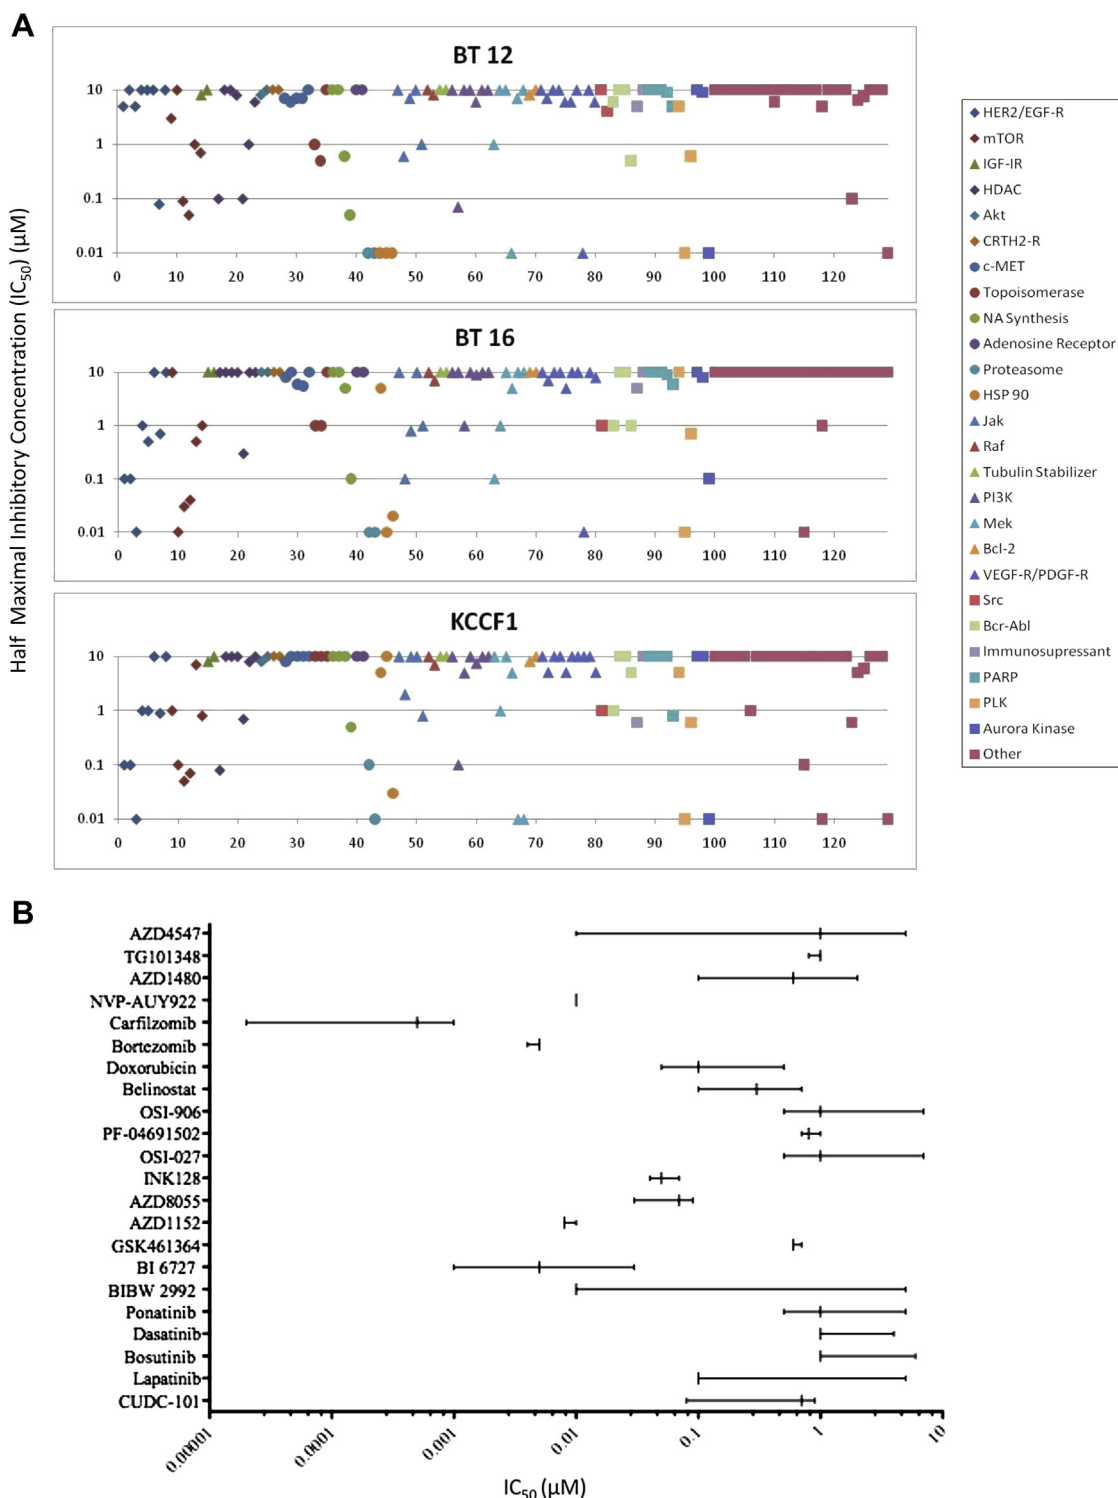 A
Half Maximal Inhibitory Concentration (IC50) (µM)
BT 12
10
1
0.1
0.01
0 10 20 30 40 50 60 70 80 90 100 110 120
BT 16
10
1
0.1
0.01
0 10 20 30 40 50 60 70 80 90 100 110 120
KCCF1
10
1
0.1
0.01
0 10 20 30 40 50 60 70 80 90 100 110 120
HER2/EGF-R
mTOR
IGF-IR
HDAC
Akt
CRTH2-R
c-MET
Topoisomerase
NA Synthesis
Adenosine Receptor
Proteasome
HSP 90
Jak
Raf
Tubulin Stabilizer
PI3K
Mek
Bcl-2
VEGF-R/PDGF-R
Src
Bcr-Abl
Immunosupressant
PARP
PLK
Aurora Kinase
Other
B
AZD4547
TG101348
AZD1480
NVP-AUY922
Carfilzomib
Bortezomib
Doxorubicin
Belinostat
OSI-906
PF-04691502
OSI-027
INK128
AZD8055
AZD1152
GSK461364
BI 6727
BIBW 2992
Ponatinib
Dasatinib
Bosutinib
Lapatinib
CUDC-101
0.00001 0.0001 0.001 0.01 0.1 1 10
IC50 (µM)